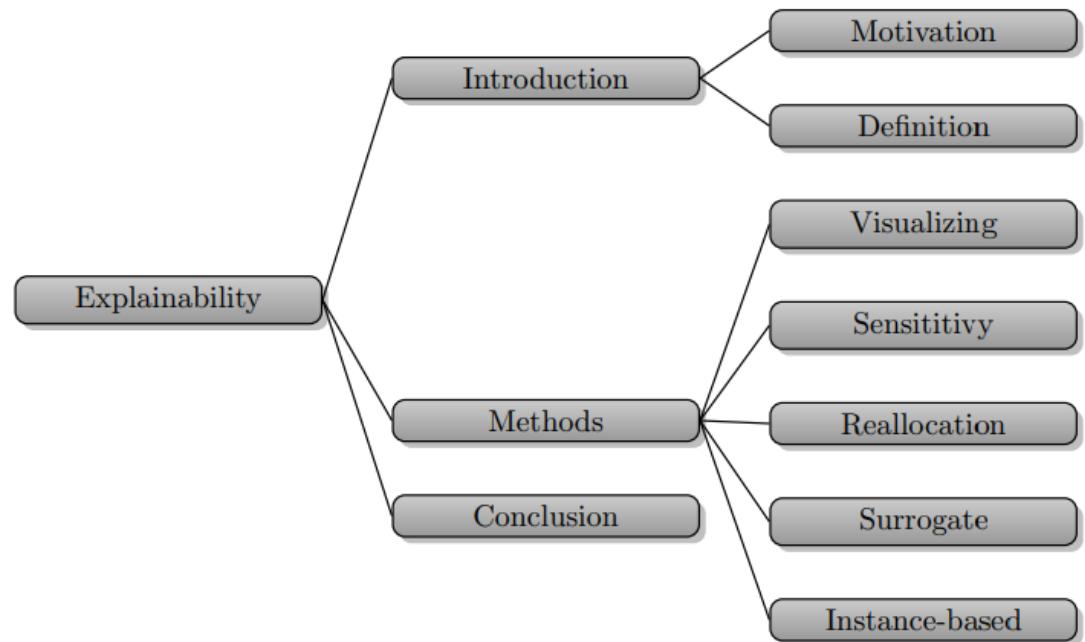 Explainability
Introduction
Motivation
Definition
Methods
Visualizing
Sensititivy
Reallocation
Surrogate
Instance-based
Conclusion